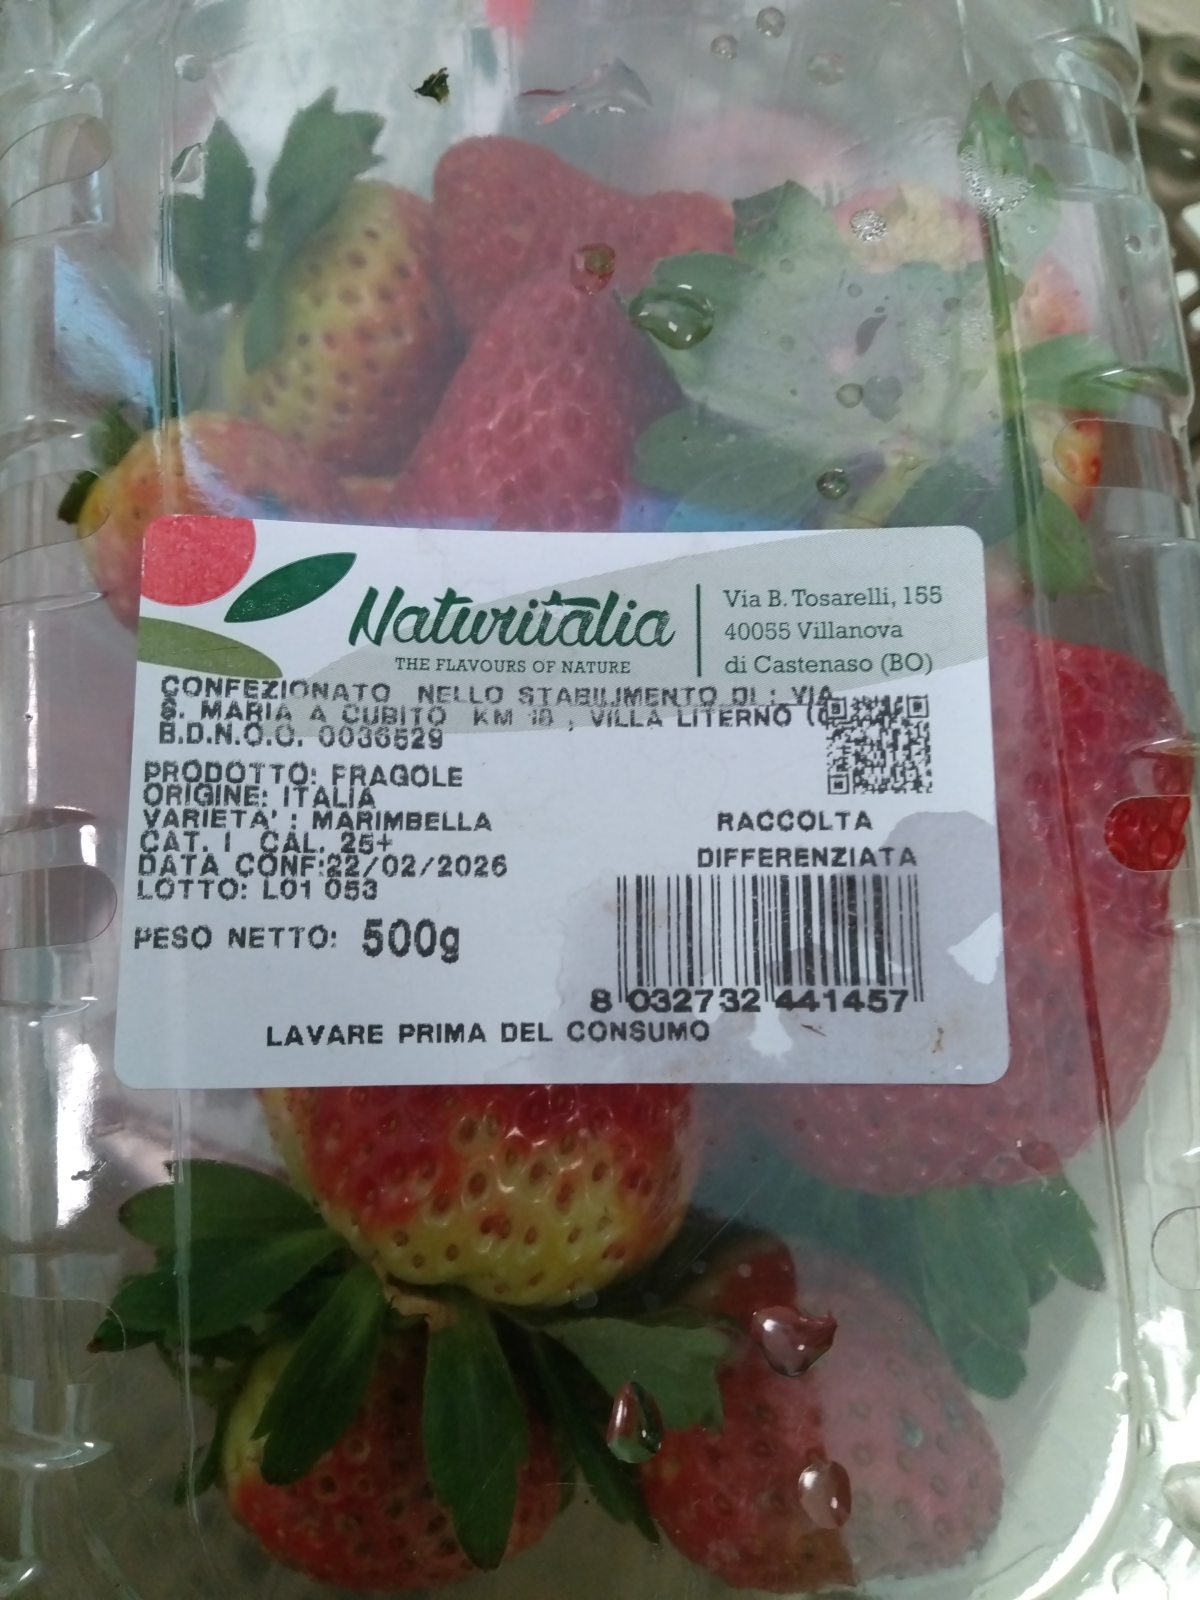 Naturitalia
THE FLAVOURS OF NATURE
Via B. Tosarelli, 155
40055 Villanova
di Castenaso (BO)
CONFEZIONATO NELLO STABILIMENTO DI : VIA
S. MARIA A CUBITO KM 18 , VILLA LITERNO
B.D.N.O.O. 0036529
PRODOTTO: FRAGOLE
ORIGINE: ITALIA
VARIETA' : MARIMBELLA
CAT. I CAL. 25+
DATA CONF:22/02/2026
LOTTO: L01 053
PESO NETTO: 500g
RACCOLTA
DIFFERENZIATA
8 032732 441457
LAVARE PRIMA DEL CONSUMO